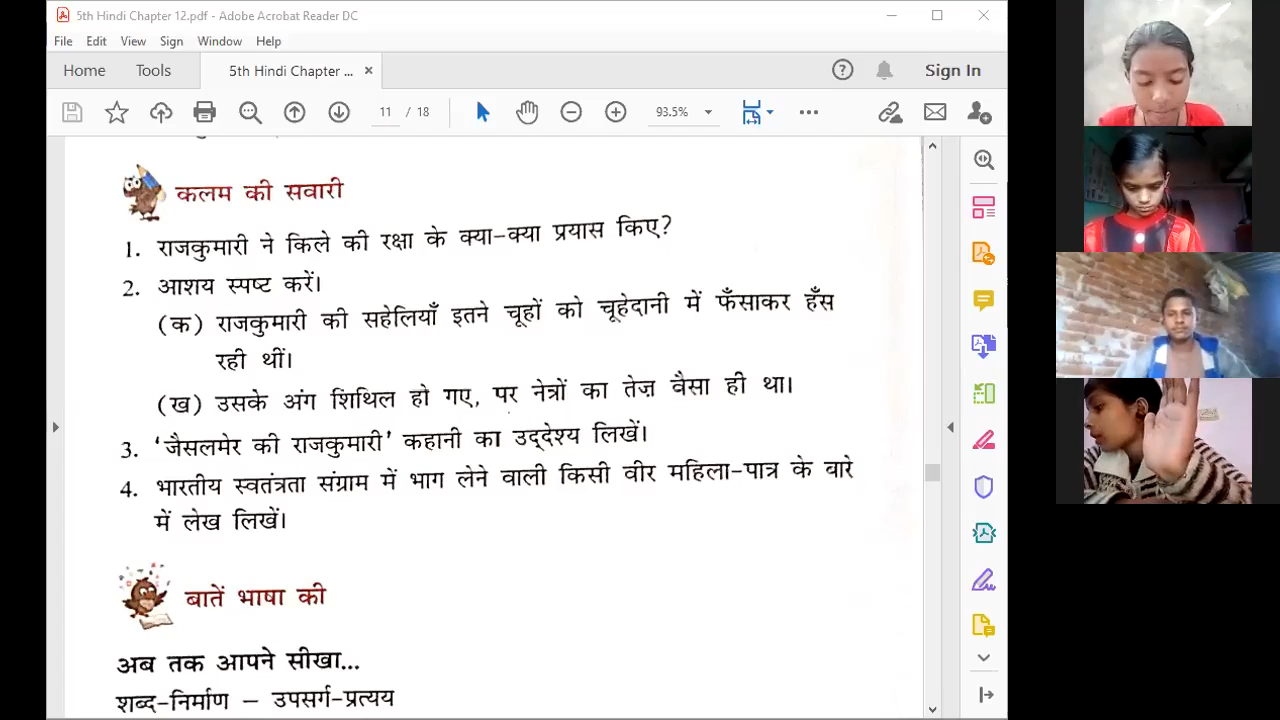 5th Hindi Chapter 12.pdf - Adobe Acrobat Reader DC
File Edit View Sign Window Help
Home Tools 5th Hindi Chapter ... × Sign In
11 / 18 93.5%
कलम की सवारी
1. राजकुमारी ने किले की रक्षा के क्या-क्या प्रयास किए?
2. आशय स्पष्ट करें।
(क) राजकुमारी की सहेलियाँ इतने चूहों को चूहेदानी में फँसाकर हँस
रही थीं।
(ख) उसके अंग शिथिल हो गए, पर नेत्रों का तेज़ वैसा ही था।
3. 'जैसलमेर की राजकुमारी' कहानी का उद्देश्य लिखें।
4. भारतीय स्वतंत्रता संग्राम में भाग लेने वाली किसी वीर महिला-पात्र के बारे
में लेख लिखें।
बातें भाषा की
अब तक आपने सीखा...
शब्द-निर्माण – उपसर्ग-प्रत्यय